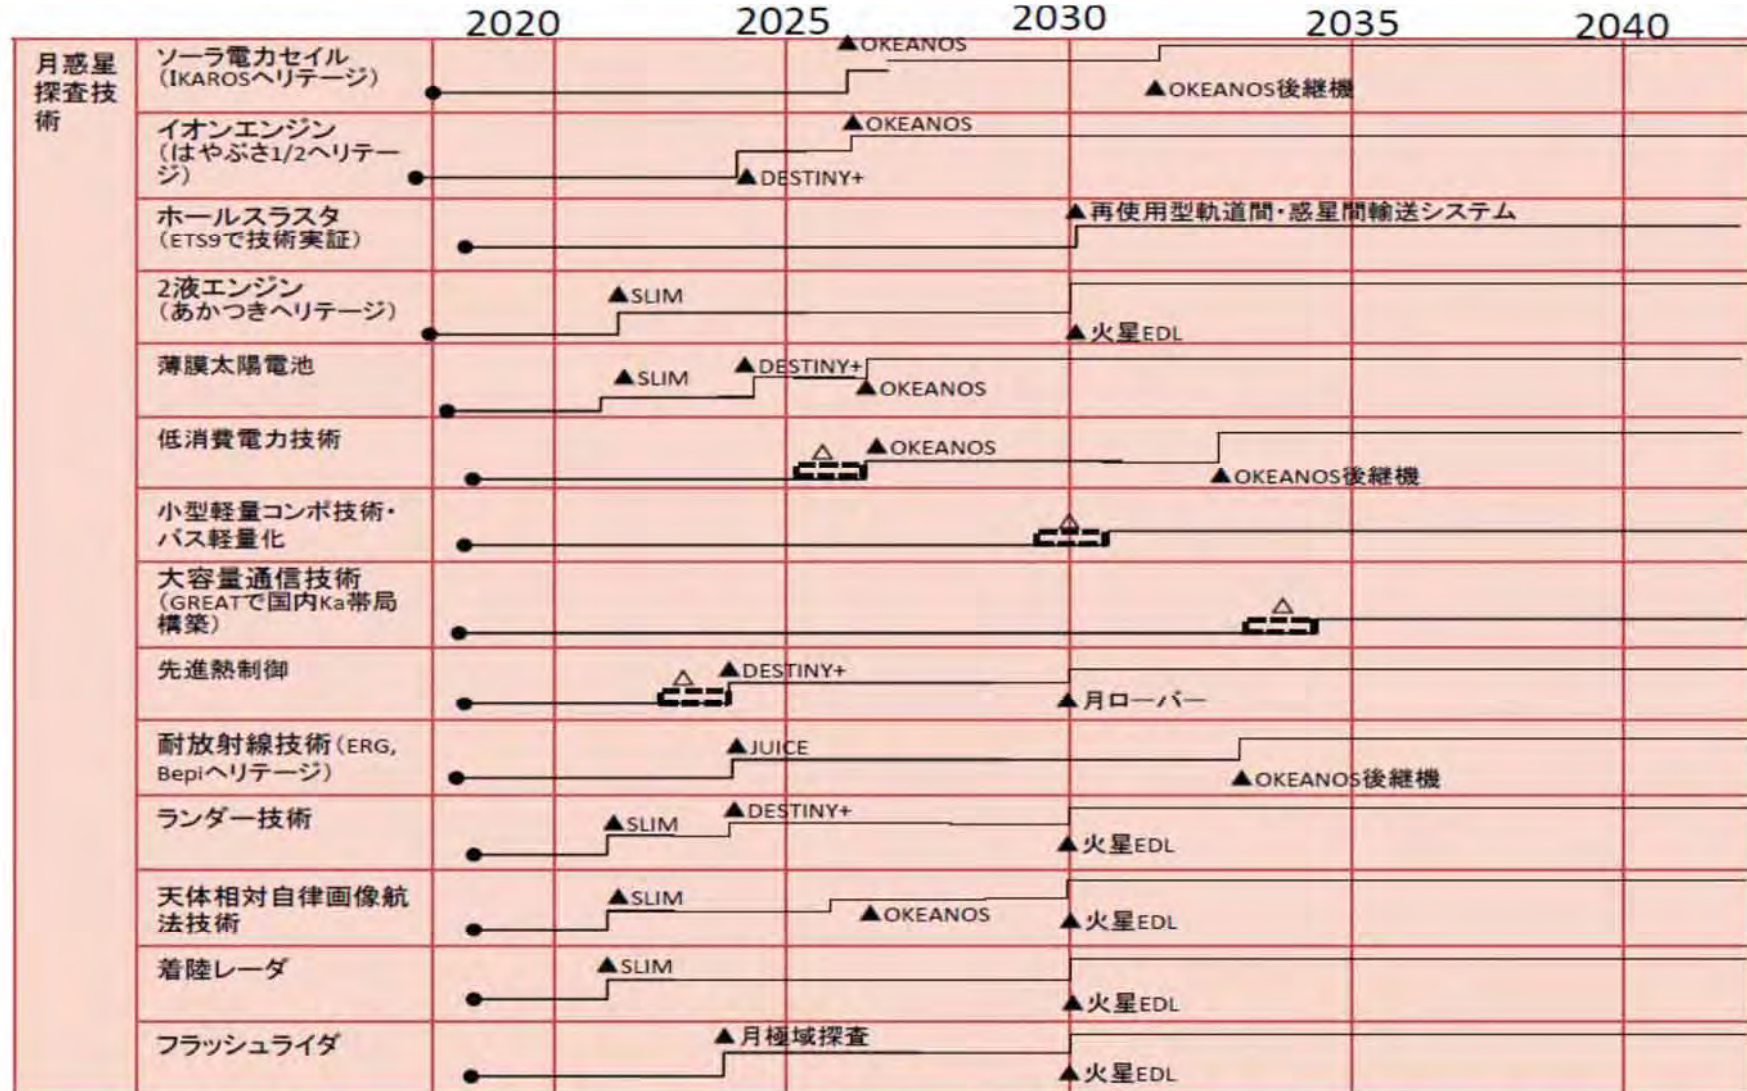 2020 2025 2030 2035 2040
月惑星
探査技
術
ソーラ電力セイル
(IKAROSヘリテージ)
▲OKEANOS
▲OKEANOS後継機
イオンエンジン
(はやぶさ1/2ヘリテー
ジ)
▲OKEANOS
▲DESTINY+
ホールスラスタ
(ETS9で技術実証)
▲再使用型軌道間・惑星間輸送システム
2液エンジン
(あかつきヘリテージ)
▲SLIM
▲火星EDL
薄膜太陽電池
▲SLIM
▲DESTINY+
▲OKEANOS
低消費電力技術
△
▲OKEANOS
▲OKEANOS後継機
小型軽量コンポ技術・
バス軽量化
△
大容量通信技術
(GREATで国内Ka帯局
構築)
△
先進熱制御
△
▲DESTINY+
▲月ローバー
耐放射線技術(ERG,
Bepiヘリテージ)
▲JUICE
▲OKEANOS後継機
ランダー技術
▲SLIM
▲DESTINY+
▲火星EDL
天体相対自律画像航
法技術
▲SLIM
▲OKEANOS
▲火星EDL
着陸レーダ
▲SLIM
▲火星EDL
フラッシュライダ
▲月極域探査
▲火星EDL